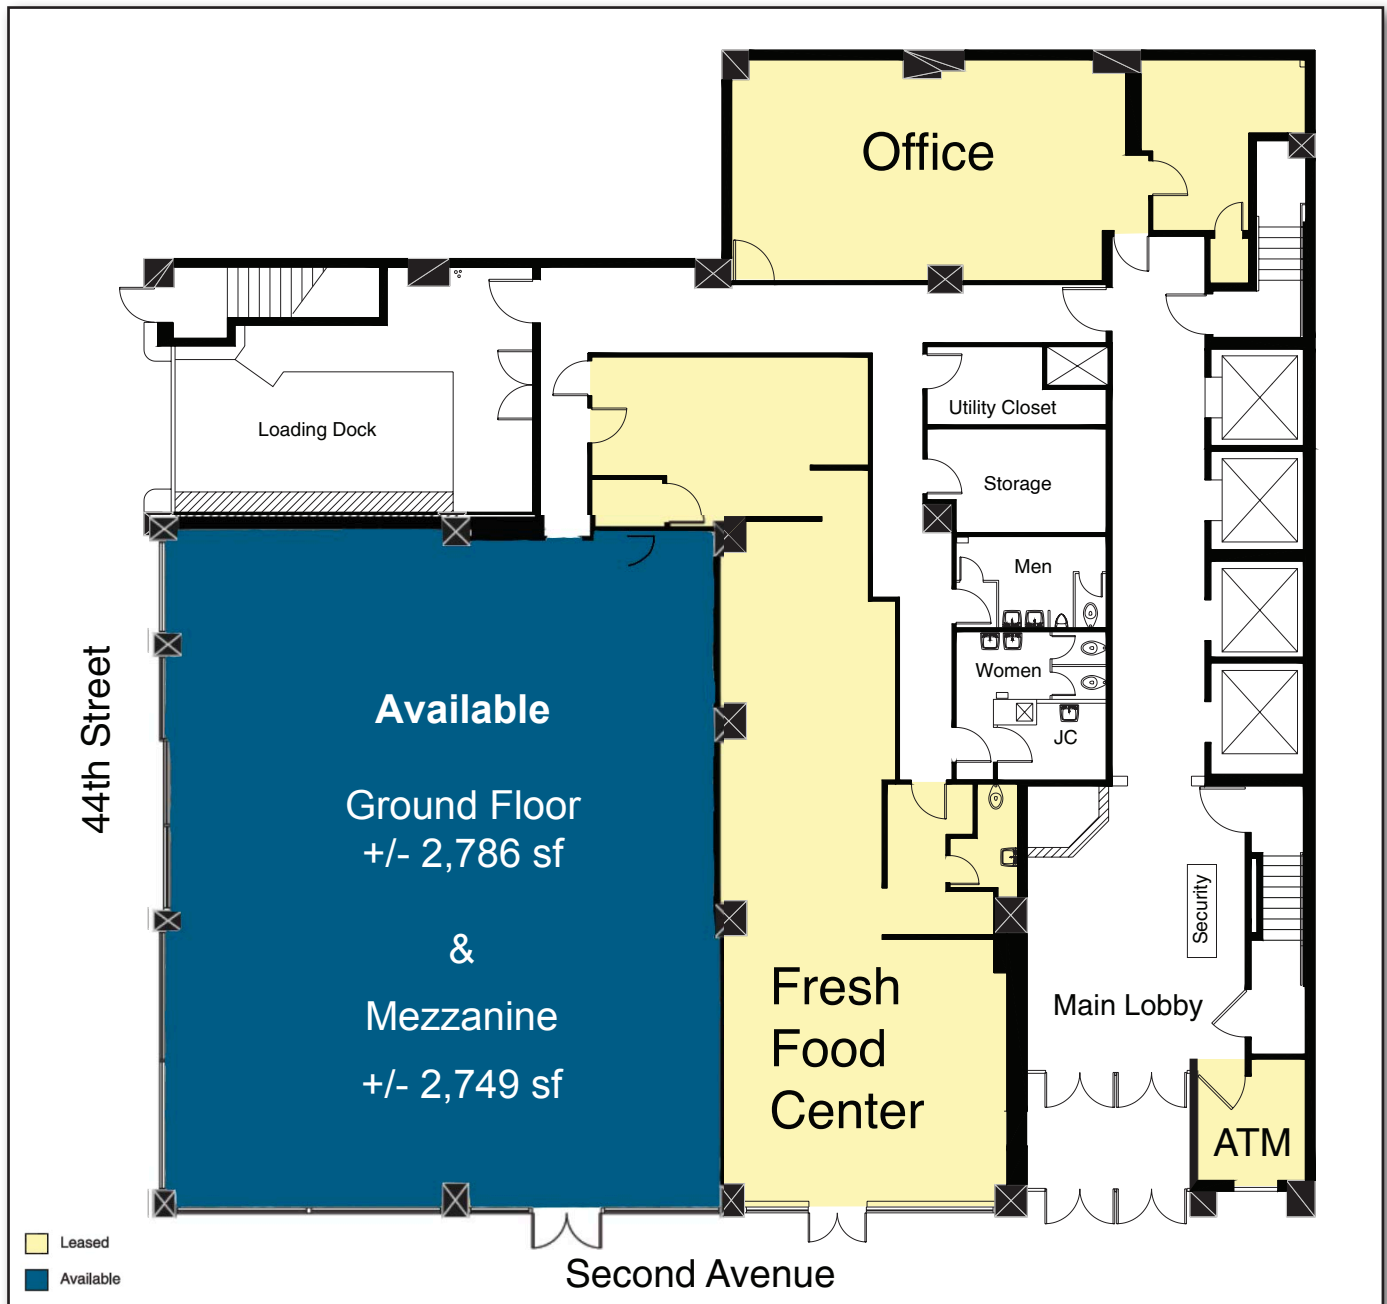 Office
Loading Dock
Utility Closet
Storage
Men
Women
JC
44th Street
Available
Ground Floor
+/- 2,786 sf
&
Mezzanine
+/- 2,749 sf
Fresh
Food
Center
Security
Main Lobby
ATM
Leased
Available
Second Avenue